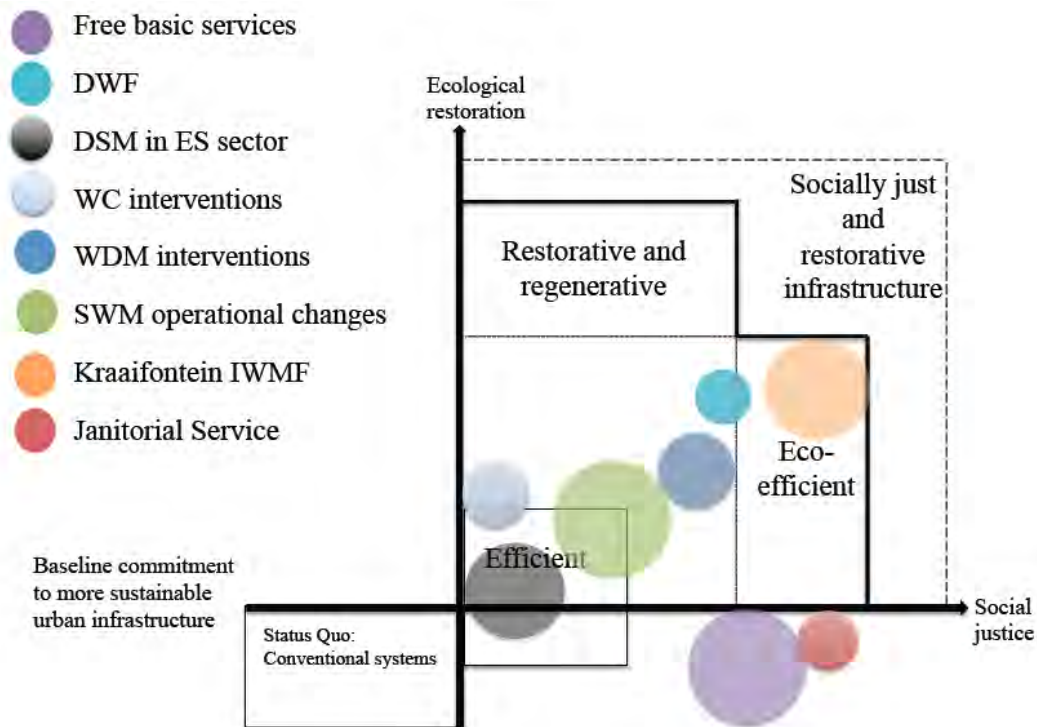 Free basic services
DWF
DSM in ES sector
WC interventions
WDM interventions
SWM operational changes
Kraaifontein IWMF
Janitorial Service
Ecological
restoration
Socially just
and
restorative
infrastructure
Restorative and
regenerative
Eco-
efficient
Efficient
Baseline commitment
to more sustainable
urban infrastructure
Status Quo:
Conventional systems
Social
justice